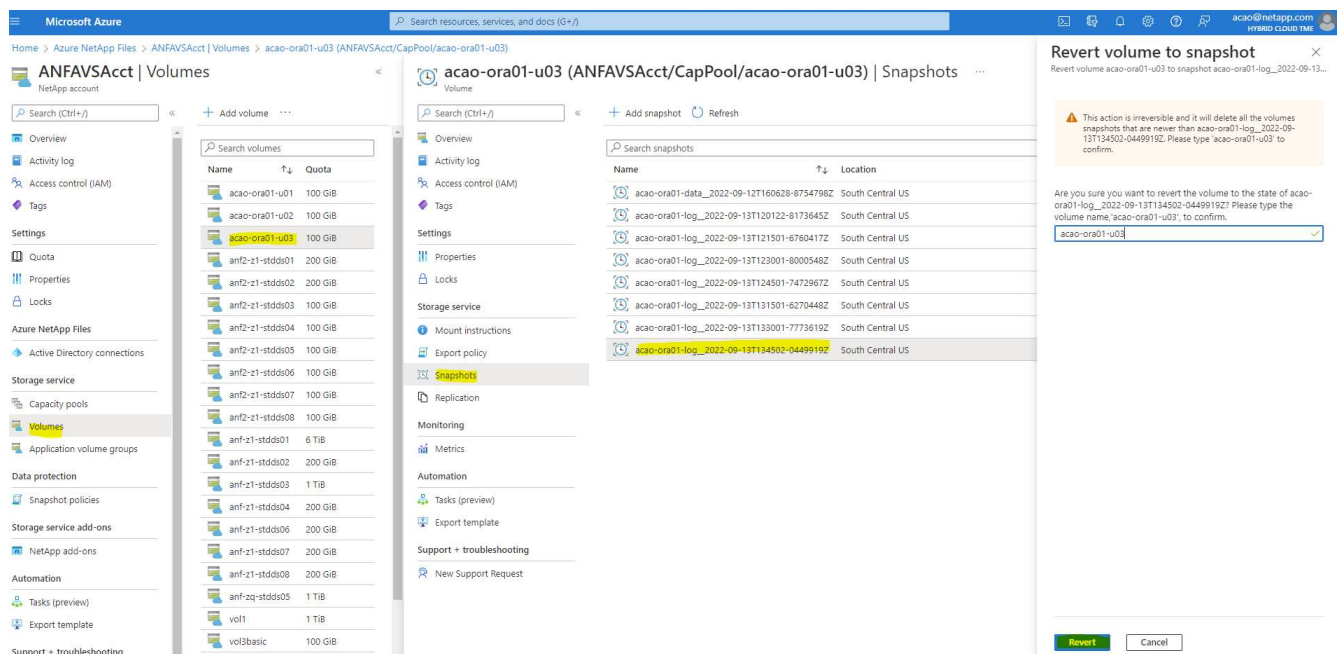 Microsoft Azure
Search resources, services, and docs (G+/)
acao@netapp.com
HYBRID CLOUD TME
Home > Azure NetApp Files > ANFAVSAcct | Volumes > acao-ora01-u03 (ANFAVSAcct/CapPool/acao-ora01-u03)
ANFAVSAcct | Volumes
NetApp account
Search (Ctrl+/)
Overview
Activity log
Access control (IAM)
Tags
Settings
Quota
Properties
Locks
Azure NetApp Files
Active Directory connections
Storage service
Capacity pools
Volumes
Application volume groups
Data protection
Snapshot policies
Storage service add-ons
NetApp add-ons
Automation
Tasks (preview)
Export template
Support + troubleshooting
+ Add volume ...
Search volumes
Name ↑↓ Quota
acao-ora01-u01 100 GiB
acao-ora01-u02 100 GiB
acao-ora01-u03 100 GiB
anf2-z1-stdds01 200 GiB
anf2-z1-stdds02 200 GiB
anf2-z1-stdds03 100 GiB
anf2-z1-stdds04 100 GiB
anf2-z1-stdds05 100 GiB
anf2-z1-stdds06 100 GiB
anf2-z1-stdds07 100 GiB
anf2-z1-stdds08 100 GiB
anf-z1-stdds01 6 TiB
anf-z1-stdds02 200 GiB
anf-z1-stdds03 1 TiB
anf-z1-stdds04 200 GiB
anf-z1-stdds06 200 GiB
anf-z1-stdds07 200 GiB
anf-z1-stdds08 200 GiB
anf-zq-stdds05 1 TiB
vol1 1 TiB
vol3basic 100 GiB
acao-ora01-u03 (ANFAVSAcct/CapPool/acao-ora01-u03) | Snapshots ...
Volume
Search (Ctrl+/)
Overview
Activity log
Access control (IAM)
Tags
Settings
Properties
Locks
Storage service
Mount instructions
Export policy
Snapshots
Replication
Monitoring
Metrics
Automation
Tasks (preview)
Export template
Support + troubleshooting
New Support Request
+ Add snapshot Refresh
Search snapshots
Name ↑↓ Location
acao-ora01-data__2022-09-12T160628-8754798Z South Central US
acao-ora01-log__2022-09-13T120122-8173645Z South Central US
acao-ora01-log__2022-09-13T121501-6760417Z South Central US
acao-ora01-log__2022-09-13T123001-8000548Z South Central US
acao-ora01-log__2022-09-13T124501-7472967Z South Central US
acao-ora01-log__2022-09-13T131501-6270448Z South Central US
acao-ora01-log__2022-09-13T133001-7773619Z South Central US
acao-ora01-log__2022-09-13T134502-0449919Z South Central US
Revert volume to snapshot
Revert volume acao-ora01-u03 to snapshot acao-ora01-log__2022-09-13...
This action is irreversible and it will delete all the volumes
snapshots that are newer than acao-ora01-log__2022-09-
13T134502-0449919Z. Please type 'acao-ora01-u03' to
confirm.
Are you sure you want to revert the volume to the state of acao-
ora01-log__2022-09-13T134502-0449919Z? Please type the
volume name,'acao-ora01-u03', to confirm.
acao-ora01-u03
Revert
Cancel